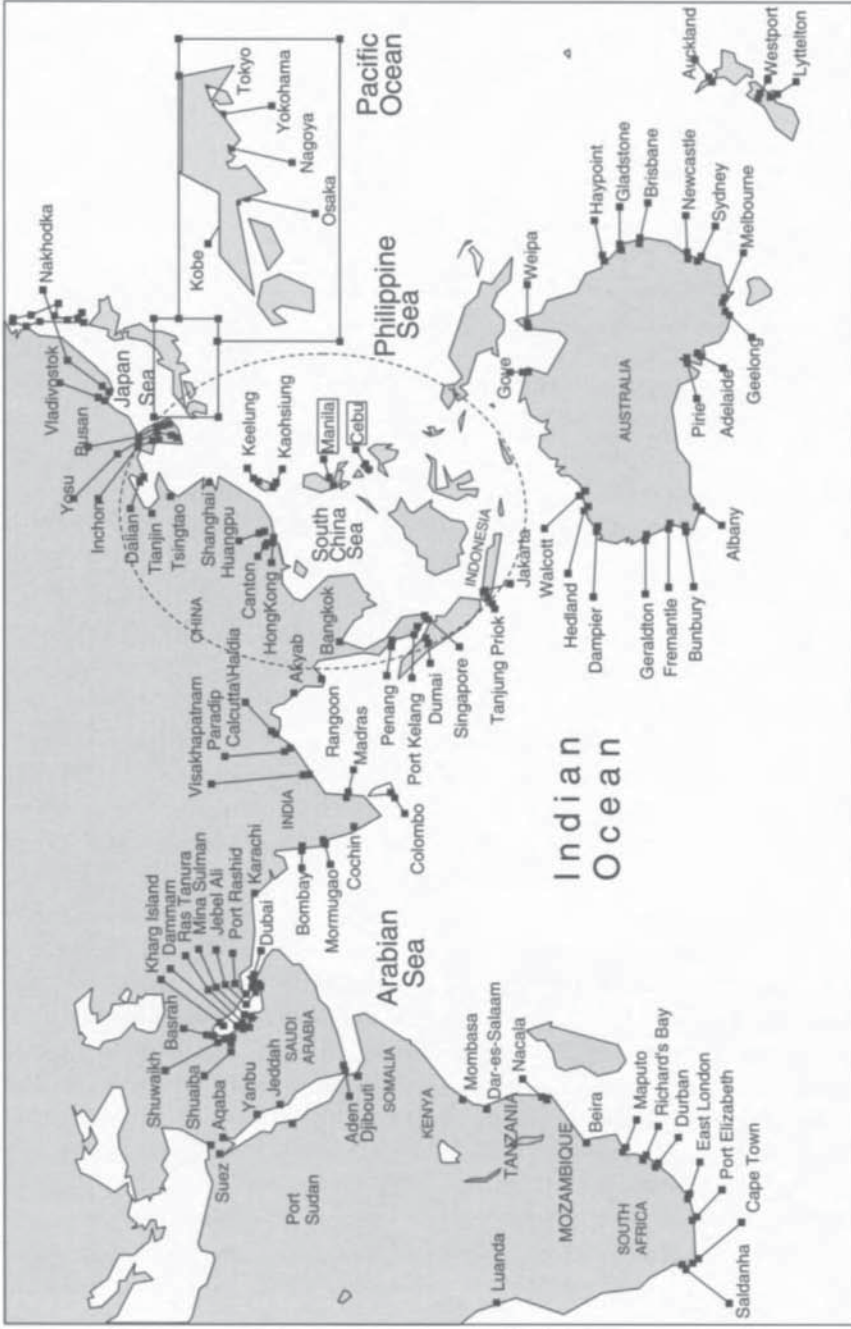 Nakhodka
Vladivostok
Japan
Sea
Busan
Yosu
Inchon
Dalian
Tianjin
Tsingtao
Shanghai
Huangpu
Canton
HongKong
Keelung
Kaohsiung
Manila
Cebu
South
China
Sea
Philippine
Sea
Pacific
Ocean
Tokyo
Yokohama
Nagoya
Osaka
Kobe
CHINA
Bangkok
Akyab
Calcutta\Haldia
Paradip
Visakhapatnam
Rangoon
Madras
INDIA
Colombo
Cochin
Mormugao
Bombay
Karachi
Dubai
Port Rashid
Jebel Ali
Mina Sulman
Ras Tanura
Dammam
Kharg Island
Basrah
Shuwaikh
Shuaiba
Aqaba
Suez
Yanbu
Jeddah
SAUDI
ARABIA
Port
Sudan
Aden
Djibouti
Arabian
Sea
SOMALIA
KENYA
Mombasa
Dar-es-Salaam
TANZANIA
Nacala
MOZAMBIQUE
Beira
Maputo
Richard's Bay
Durban
East London
Port Elizabeth
Cape Town
Saldanha
SOUTH
AFRICA
Luanda
Indian
Ocean
Penang
Port Kelang
Dumai
Singapore
Tanjung Priok
Jakarta
INDONESIA
Walcott
Hedland
Dampier
Geraldton
Fremantle
Bunbury
Albany
AUSTRALIA
Gove
Weipa
Haypoint
Gladstone
Brisbane
Newcastle
Sydney
Melbourne
Geelong
Adelaide
Pirie
Auckland
Westport
Lyttelton